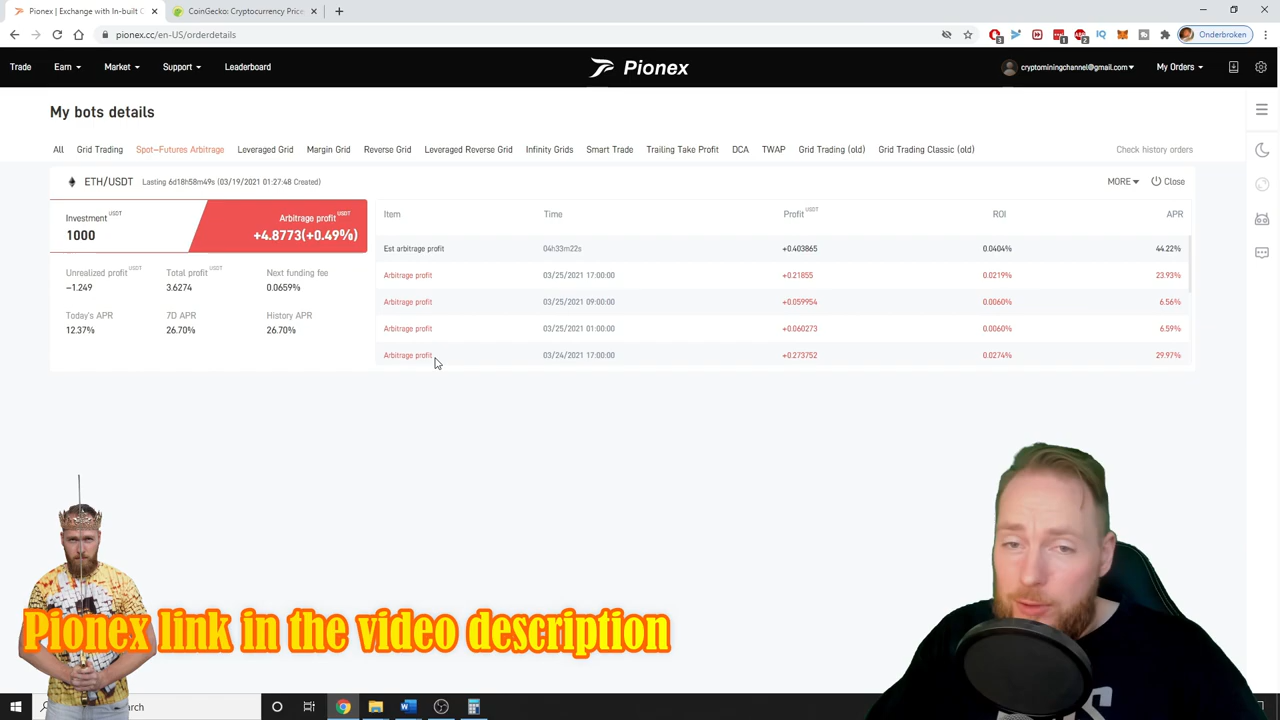 Pionex | Exchange with In-built C
CoinGecko: Cryptocurrency Price
pionex.cc/en-US/orderdetails
3
1
2
IQ
Onderbroken
Trade
Earn
Market
Support
Leaderboard
Pionex
cryptominingchannel@gmail.com
My Orders
My bots details
All
Grid Trading
Spot-Futures Arbitrage
Leveraged Grid
Margin Grid
Reverse Grid
Leveraged Reverse Grid
Infinity Grids
Smart Trade
Trailing Take Profit
DCA
TWAP
Grid Trading (old)
Grid Trading Classic (old)
Check history orders
ETH/USDT
Lasting 6d18h58m49s (03/19/2021 01:27:48 Created)
MORE
Close
Investment USDT
1000
Arbitrage profit USDT
+4.8773(+0.49%)
Unrealized profit USDT
-1.249
Total profit USDT
3.6274
Next funding fee
0.0659%
Today's APR
12.37%
7D APR
26.70%
History APR
26.70%
Item Time Profit USDT ROI APR
Est arbitrage profit 04h33m22s +0.403865 0.0404% 44.22%
Arbitrage profit 03/25/2021 17:00:00 +0.21855 0.0219% 23.93%
Arbitrage profit 03/25/2021 09:00:00 +0.059954 0.0060% 6.56%
Arbitrage profit 03/25/2021 01:00:00 +0.060273 0.0060% 6.59%
Arbitrage profit 03/24/2021 17:00:00 +0.273752 0.0274% 29.97%
Pionex link in the video description
rch